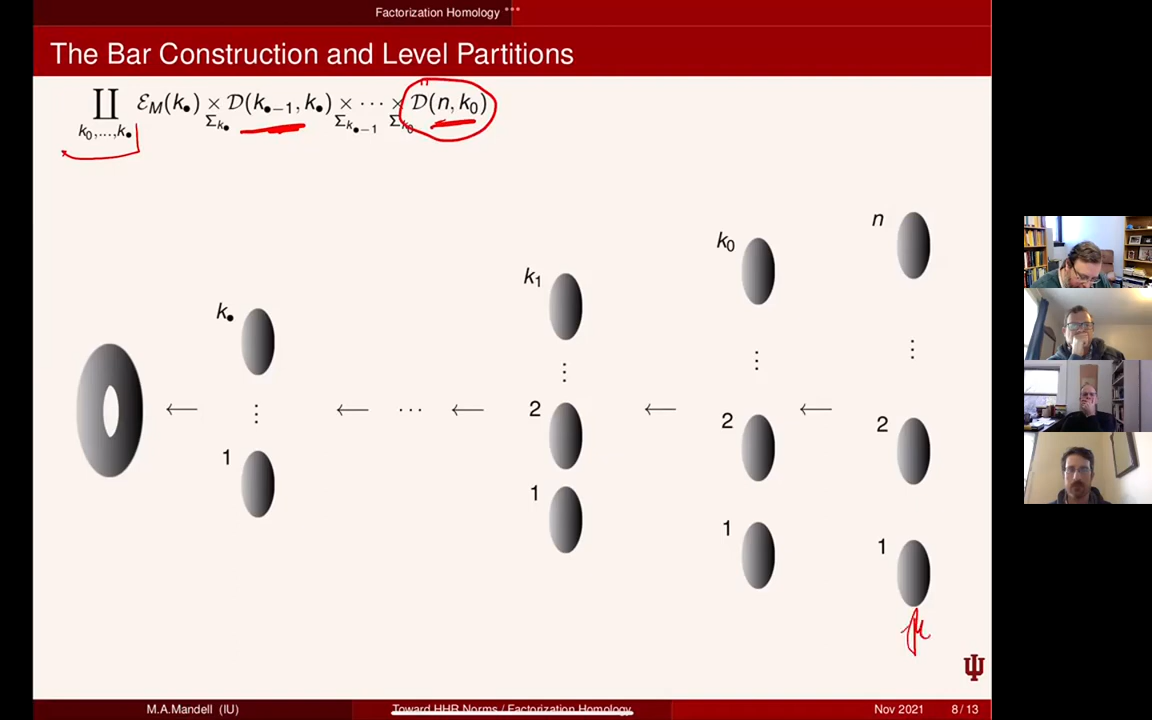 Factorization Homology
The Bar Construction and Level Partitions
∐ ℰ_M(k_•) × 𝒟(k_{•−1}, k_•) × ⋯ × 𝒟(n, k_0)
k_0,…,k_• Σ_{k_•} Σ_{k_{•−1}} Σ_{k_0}
n
k_0
k_1
k_•
⋮ ⋮ ⋮ ⋮
← ← ⋯ ← ← ←
2 2 2
1
1 1 1
M.A.Mandell (IU) Toward HHR Norms / Factorization Homology Nov 2021 8 / 13